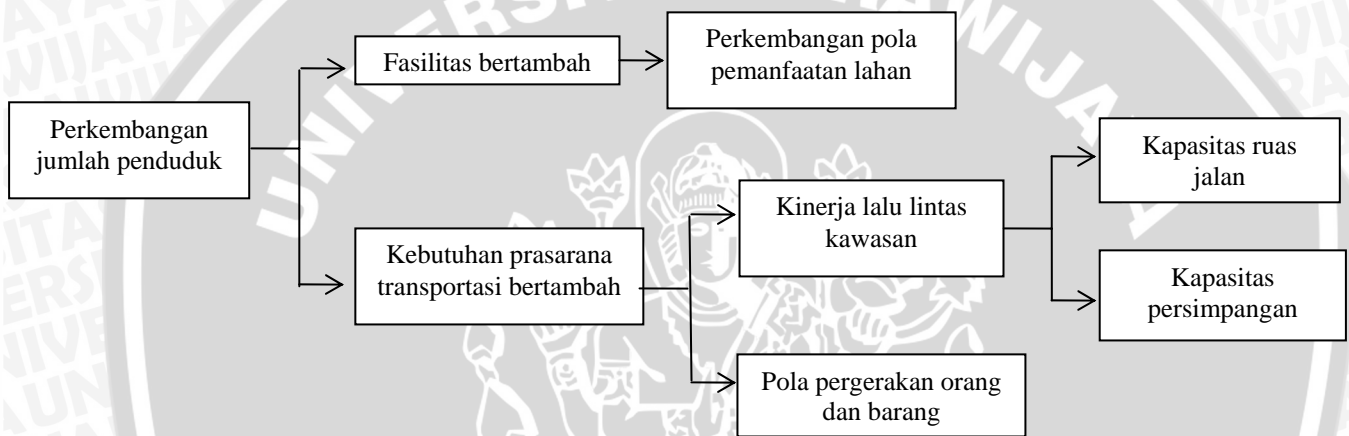 Perkembangan
jumlah penduduk
Fasilitas bertambah
Perkembangan pola
pemanfaatan lahan
Kebutuhan prasarana
transportasi bertambah
Kinerja lalu lintas
kawasan
Pola pergerakan orang
dan barang
Kapasitas ruas
jalan
Kapasitas
persimpangan